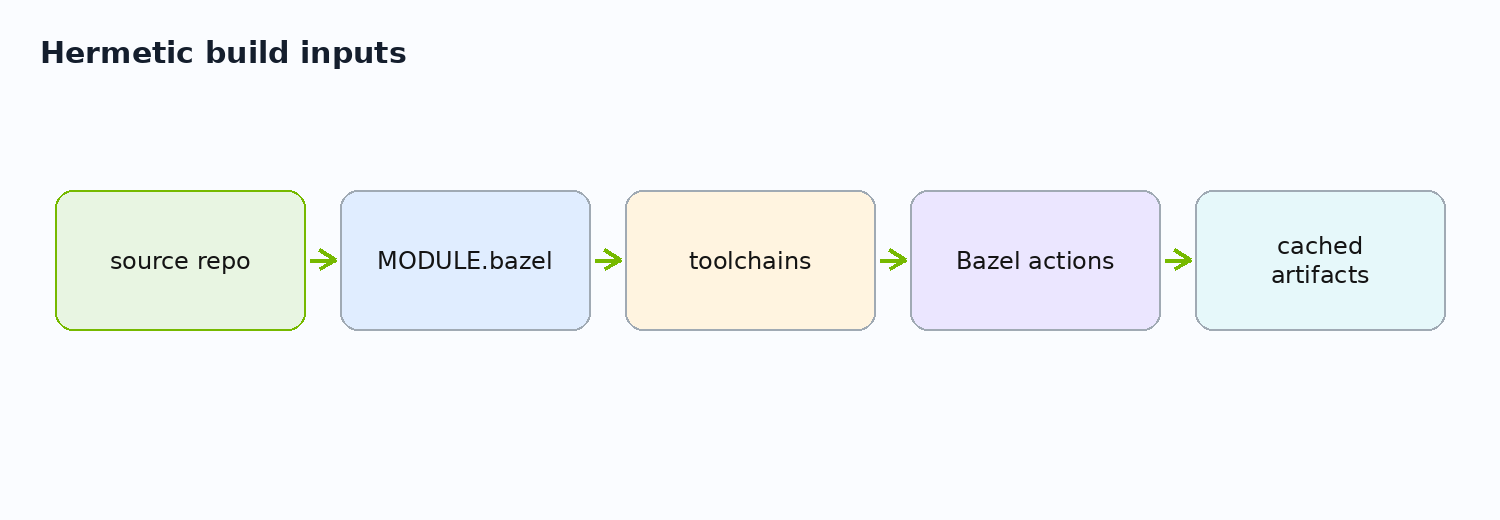 Hermetic build inputs
source repo
MODULE.bazel
toolchains
Bazel actions
cached
artifacts